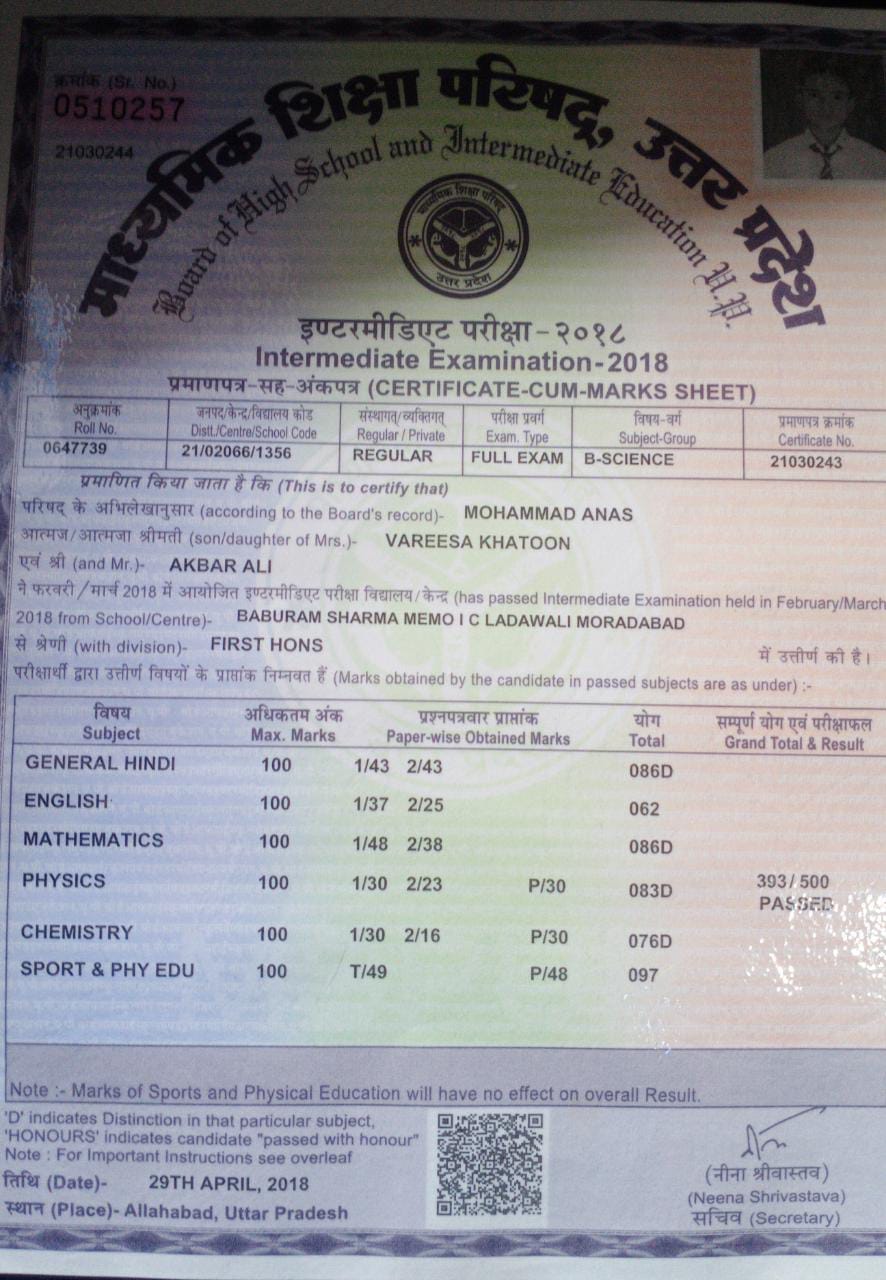 क्रमांक (Sr. No.)
0510257
21030244
माध्यमिक शिक्षा परिषद्, उत्तर प्रदेश
Board of High School and Intermediate Education U.P.
माध्यमिक शिक्षा परिषद्
उत्तर प्रदेश
इण्टरमीडिएट परीक्षा-२०१८
Intermediate Examination-2018
प्रमाणपत्र-सह-अंकपत्र (CERTIFICATE-CUM-MARKS SHEET)
अनुक्रमांक जनपद/केन्द्र/विद्यालय कोड संस्थागत/व्यक्तिगत परीक्षा प्रवर्ग विषय-वर्ग प्रमाणपत्र क्रमांक
Roll No. Distt./Centre/School Code Regular / Private Exam. Type Subject-Group Certificate No.
0647739 21/02066/1356 REGULAR FULL EXAM B-SCIENCE 21030243
प्रमाणित किया जाता है कि (This is to certify that)
परिषद के अभिलेखानुसार (according to the Board's record)- MOHAMMAD ANAS
आत्मज/आत्मजा श्रीमती (son/daughter of Mrs.)- VAREESA KHATOON
एवं श्री (and Mr.)- AKBAR ALI
ने फरवरी/मार्च 2018 में आयोजित इण्टरमीडिएट परीक्षा विद्यालय/केन्द्र (has passed Intermediate Examination held in February/March
2018 from School/Centre)- BABURAM SHARMA MEMO I C LADAWALI MORADABAD
से श्रेणी (with division)- FIRST HONS में उत्तीर्ण की है।
परीक्षार्थी द्वारा उत्तीर्ण विषयों के प्राप्तांक निम्नवत हैं (Marks obtained by the candidate in passed subjects are as under) :-
विषय अधिकतम अंक प्रश्नपत्रवार प्राप्तांक योग सम्पूर्ण योग एवं परीक्षाफल
Subject Max. Marks Paper-wise Obtained Marks Total Grand Total & Result
GENERAL HINDI 100 1/43 2/43 086D
ENGLISH 100 1/37 2/25 062
MATHEMATICS 100 1/48 2/38 086D
PHYSICS 100 1/30 2/23 P/30 083D 393/500
PASSED
CHEMISTRY 100 1/30 2/16 P/30 076D
SPORT & PHY EDU 100 T/49 P/48 097
Note :- Marks of Sports and Physical Education will have no effect on overall Result.
'D' indicates Distinction in that particular subject,
'HONOURS' indicates candidate "passed with honour"
Note : For Important Instructions see overleaf
तिथि (Date)- 29TH APRIL, 2018
स्थान (Place)- Allahabad, Uttar Pradesh
(नीना श्रीवास्तव)
(Neena Shrivastava)
सचिव (Secretary)